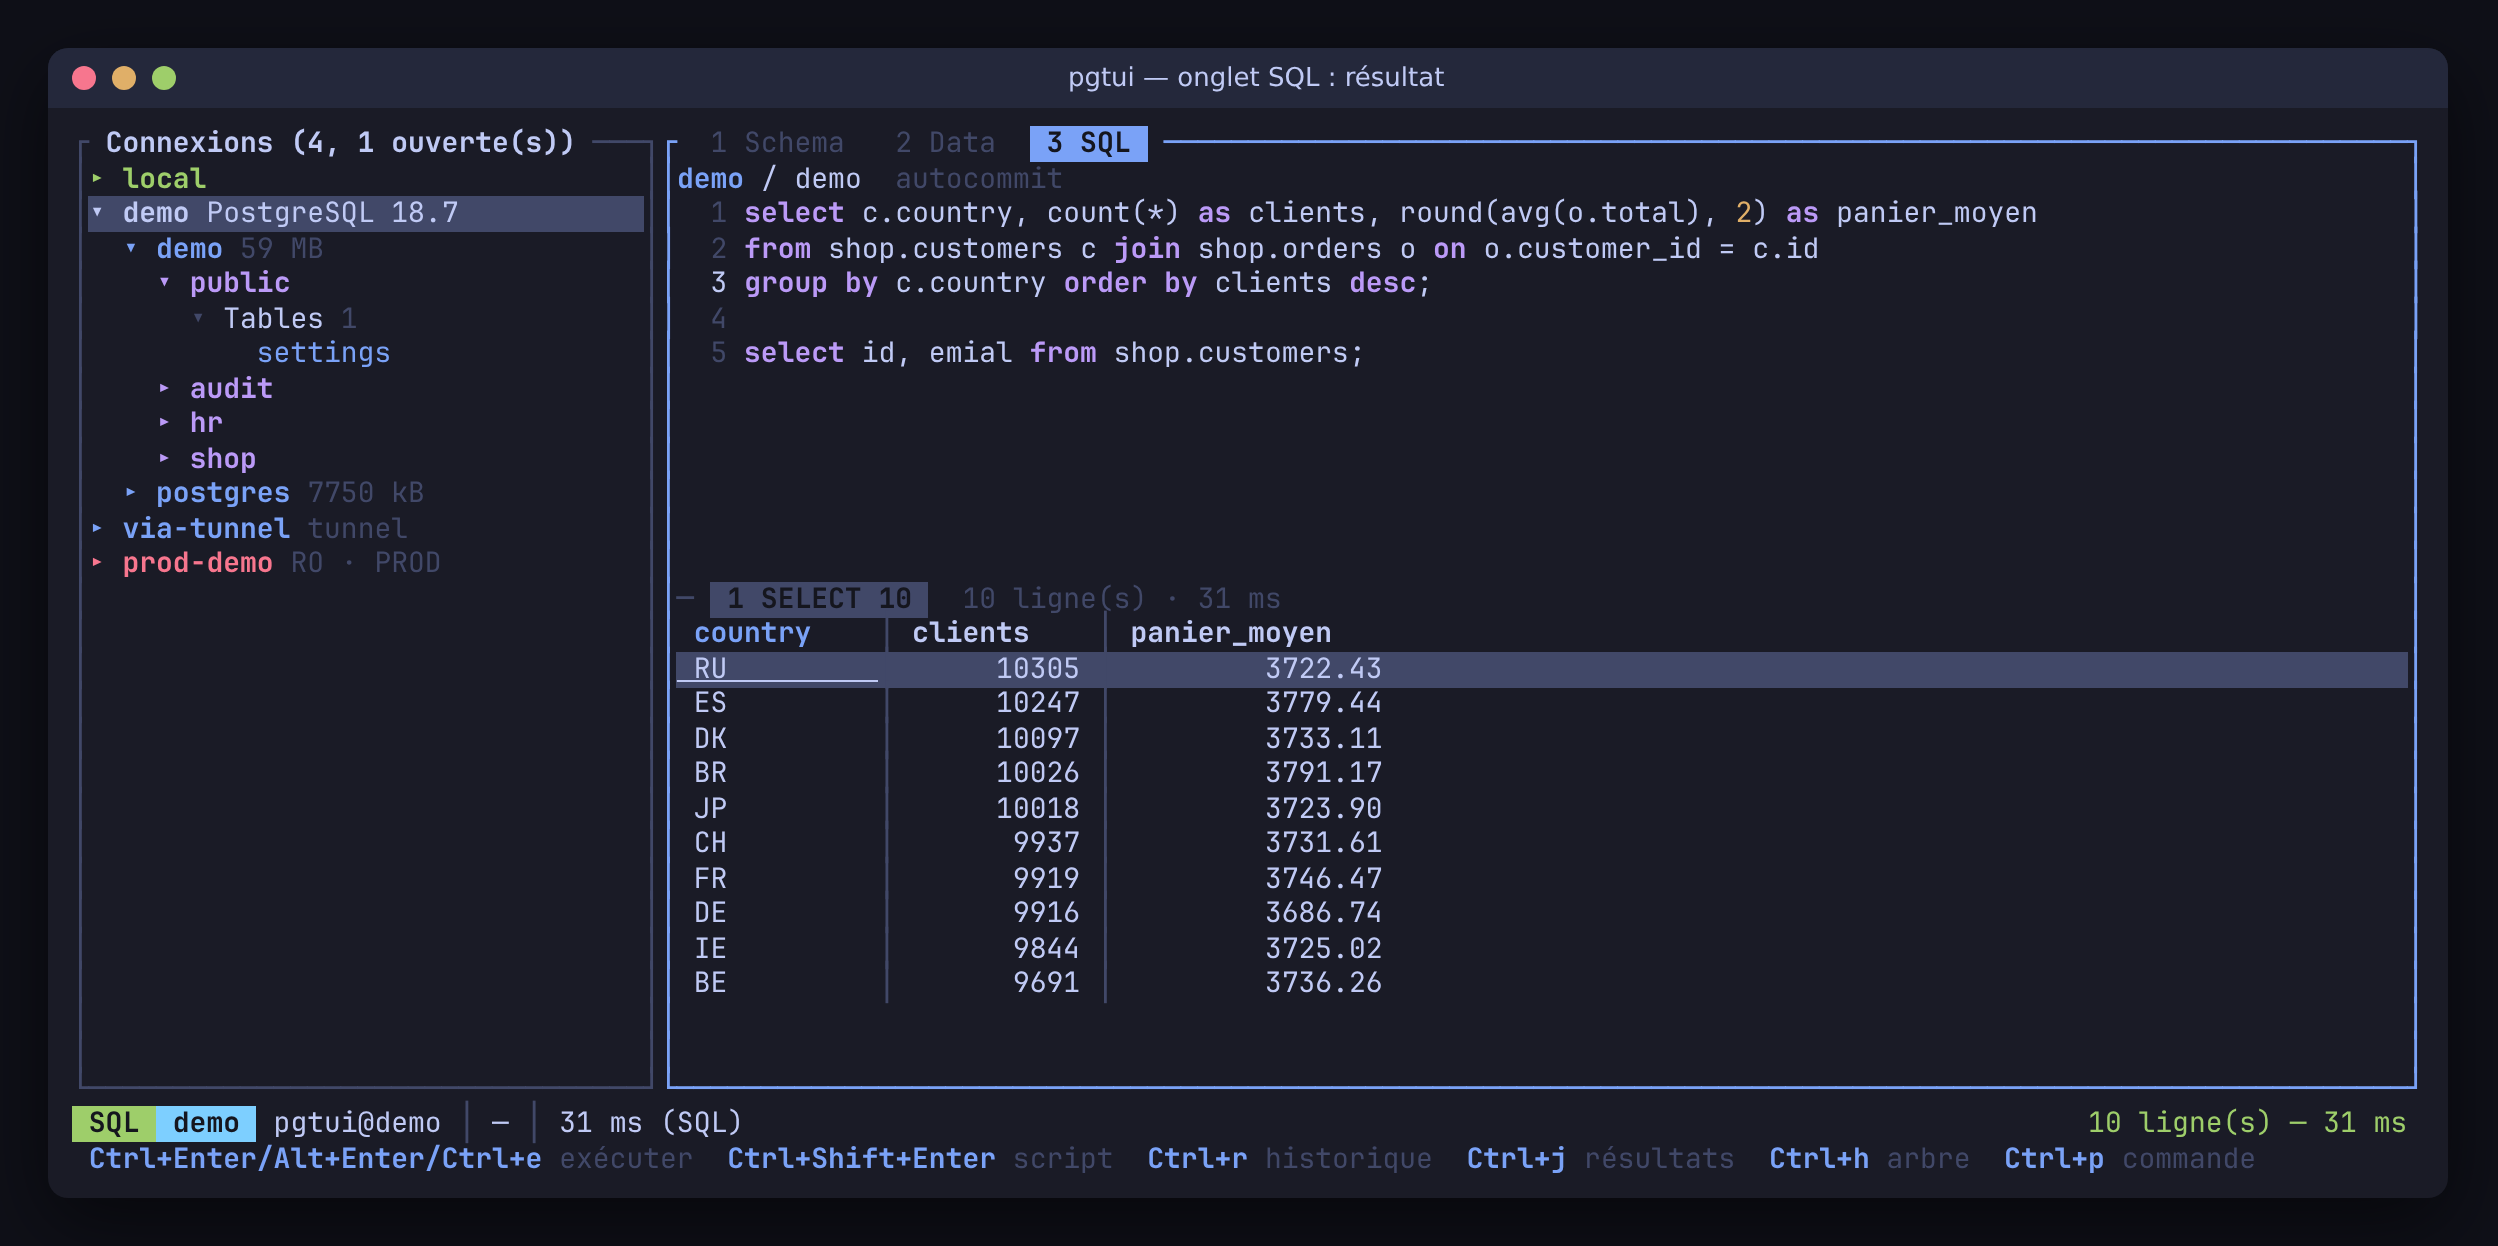 pgtui — onglet SQL : résultat
Connexions (4, 1 ouverte(s))
local
demo PostgreSQL 18.7
demo 59 MB
public
Tables 1
settings
audit
hr
shop
postgres 7750 kB
via-tunnel tunnel
prod-demo RO · PROD
1 Schema 2 Data 3 SQL
demo / demo autocommit
1 select c.country, count(*) as clients, round(avg(o.total), 2) as panier_moyen
2 from shop.customers c join shop.orders o on o.customer_id = c.id
3 group by c.country order by clients desc;
4
5 select id, emial from shop.customers;
1 SELECT 10 10 ligne(s) · 31 ms
country clients panier_moyen
RU 10305 3722.43
ES 10247 3779.44
DK 10097 3733.11
BR 10026 3791.17
JP 10018 3723.90
CH 9937 3731.61
FR 9919 3746.47
DE 9916 3686.74
IE 9844 3725.02
BE 9691 3736.26
SQL demo pgtui@demo │ — │ 31 ms (SQL) 10 ligne(s) — 31 ms
Ctrl+Enter/Alt+Enter/Ctrl+e exécuter Ctrl+Shift+Enter script Ctrl+r historique Ctrl+j résultats Ctrl+h arbre Ctrl+p commande